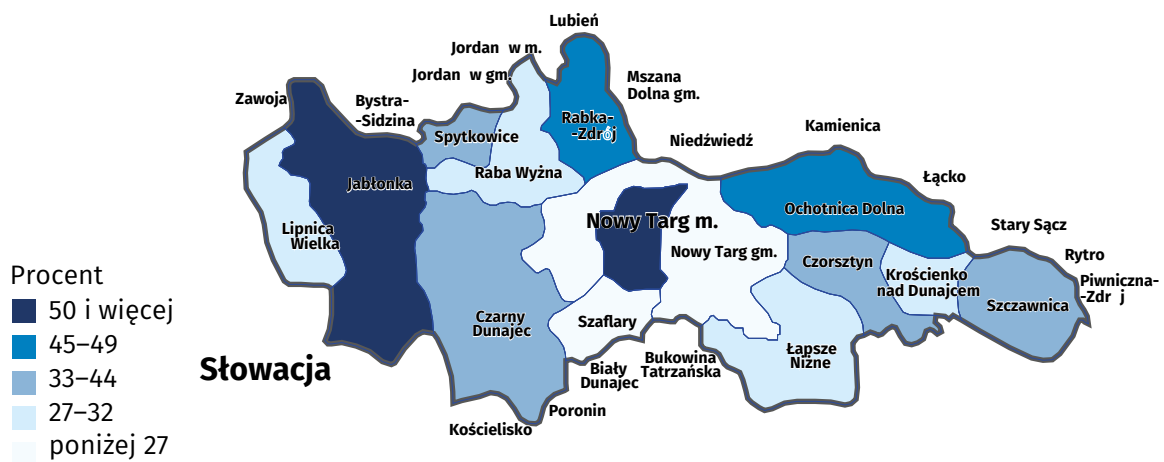 Lubień
Jordan w m.
Jordan w gm.
Mszana
Dolna gm.
Zawoja
Bystra-
-Sidzina
Rabka-
-Zdrój
Spytkowice
Niedźwiedź
Kamienica
Raba Wyżna
Łącko
Jabłonka
Ochotnica Dolna
Nowy Targ m.
Lipnica
Wielka
Stary Sącz
Nowy Targ gm.
Czorsztyn
Rytro
Krościenko
nad Dunajcem
Piwniczna-
-Zdr j
Szczawnica
Procent
50 i więcej
45–49
33–44
27–32
poniżej 27
Czarny
Dunajec
Szaflary
Słowacja
Biały
Dunajec
Bukowina
Tatrzańska
Łapsze
Niżne
Poronin
Kościelisko